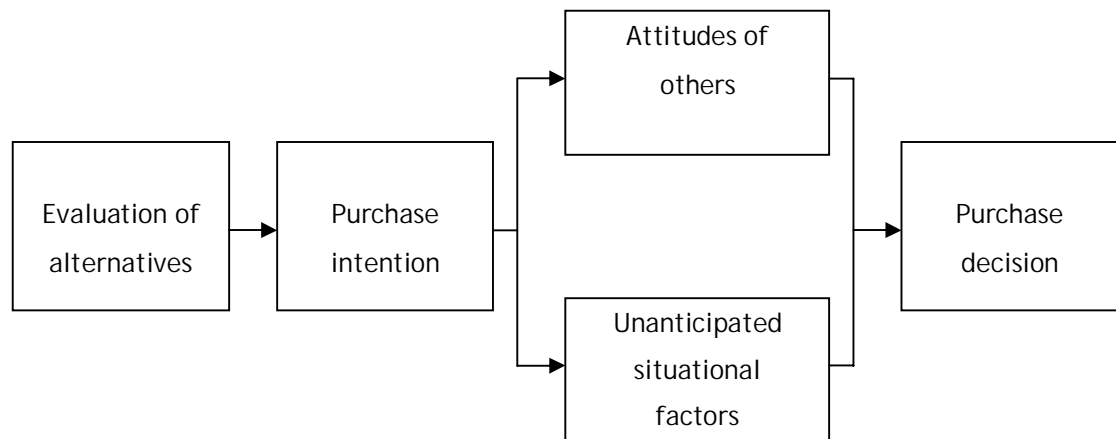 Evaluation of
alternatives
Purchase
intention
Attitudes of
others
Unanticipated
situational
factors
Purchase
decision